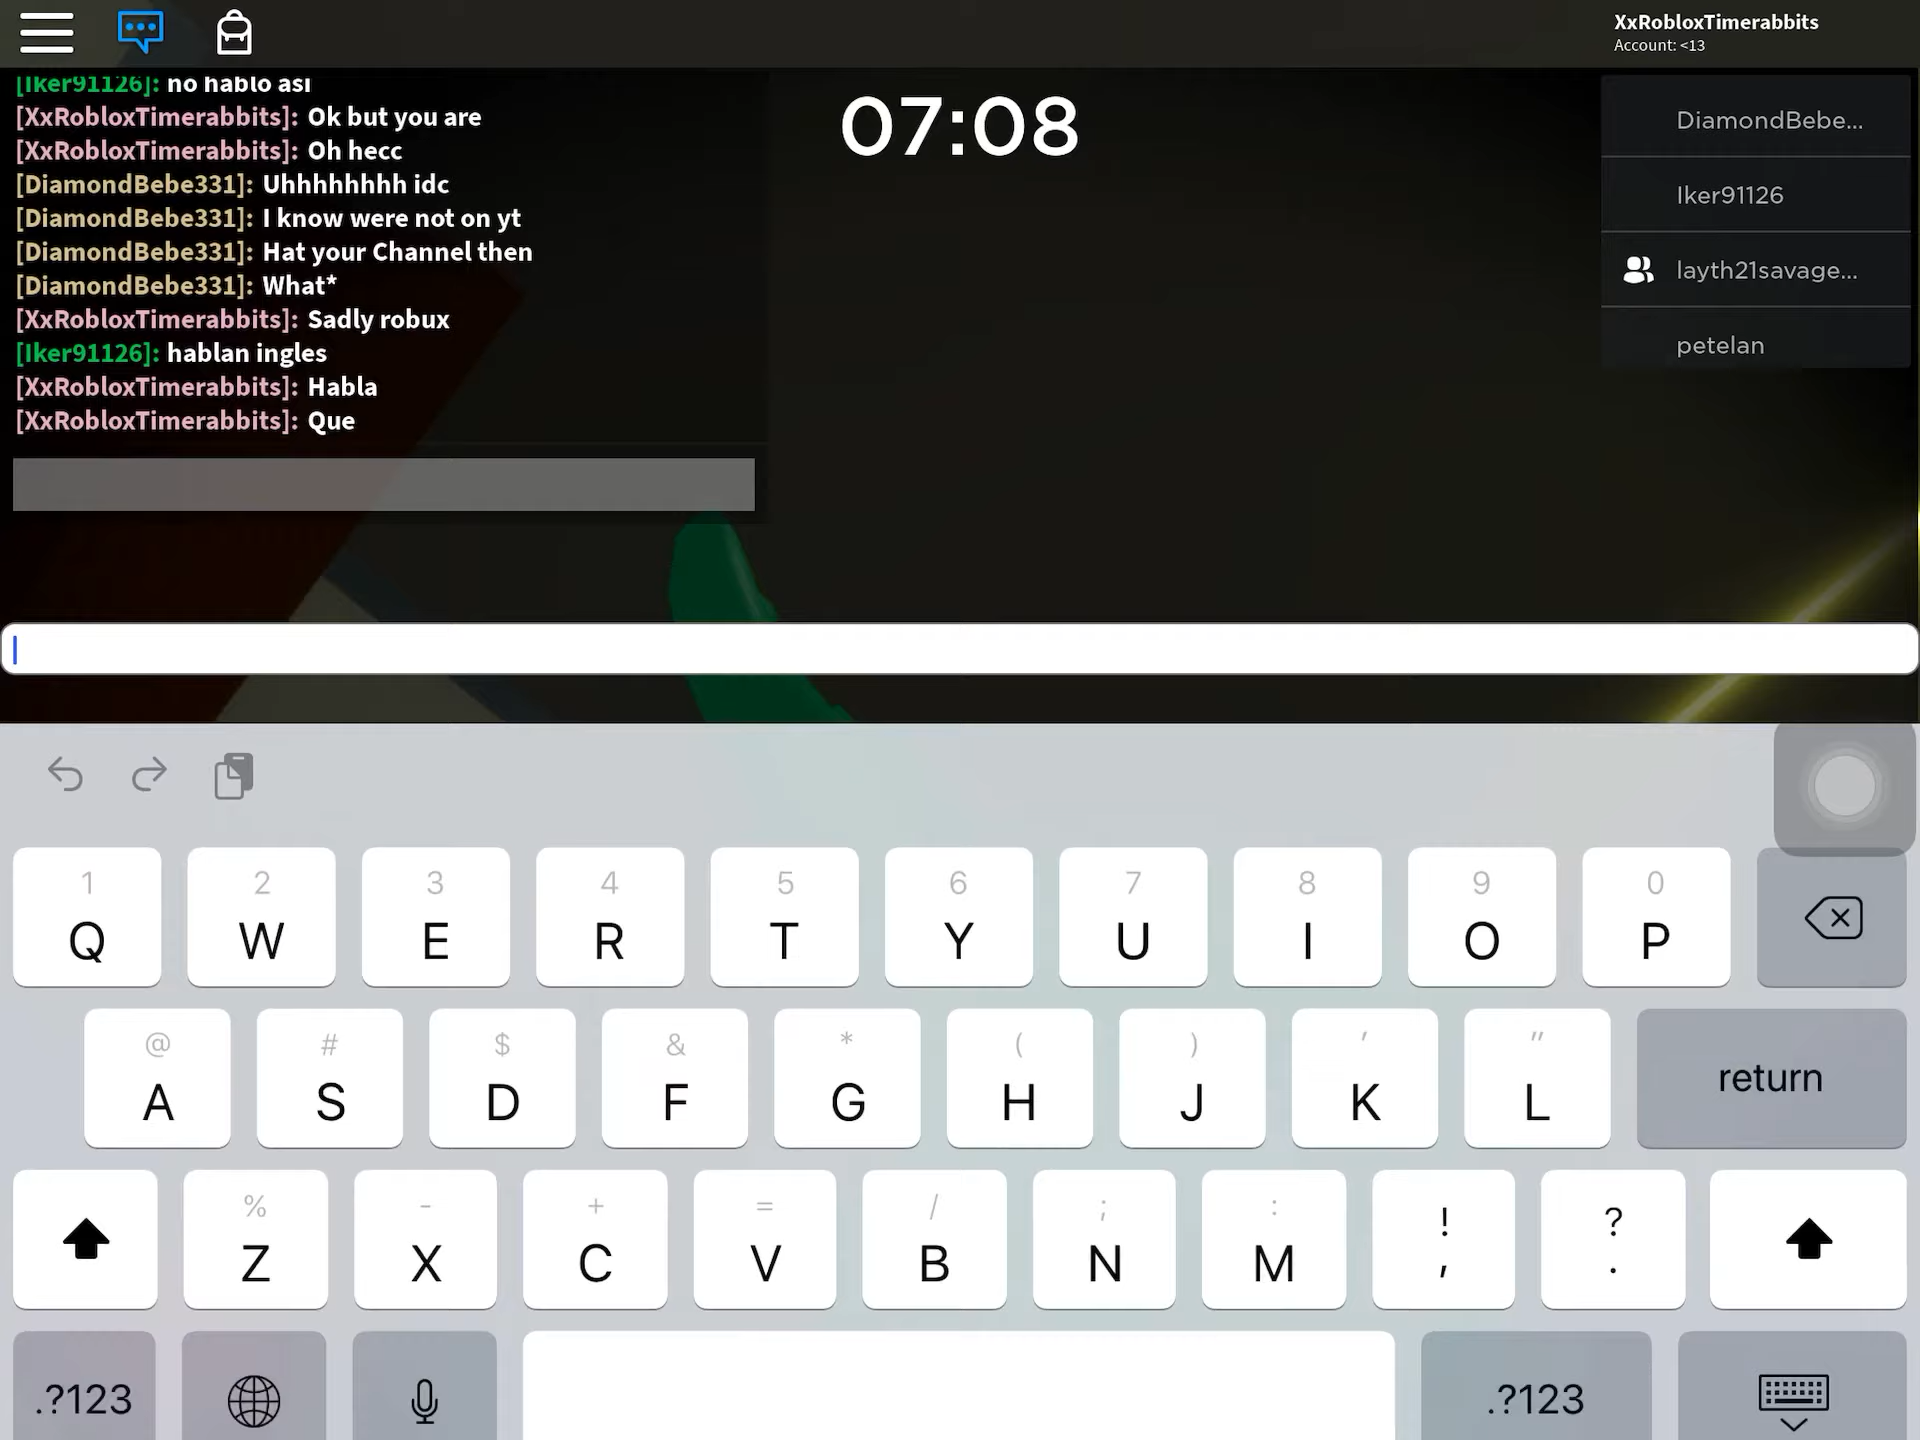 XxRobloxTimerabbits
Account: <13
[Iker91126]: no hablo asi
[XxRobloxTimerabbits]: Ok but you are
[XxRobloxTimerabbits]: Oh hecc
[DiamondBebe331]: Uhhhhhhhh idc
[DiamondBebe331]: I know were not on yt
[DiamondBebe331]: Hat your Channel then
[DiamondBebe331]: What*
[XxRobloxTimerabbits]: Sadly robux
[Iker91126]: hablan ingles
[XxRobloxTimerabbits]: Habla
[XxRobloxTimerabbits]: Que
07:08
DiamondBebe...
Iker91126
layth21savage...
petelan
1 2 3 4 5 6 7 8 9 0
Q W E R T Y U I O P
@ # $ & * ( ) ' "
A S D F G H J K L return
% - + = / ; : ! ?
Z X C V B N M , .
.?123 .?123